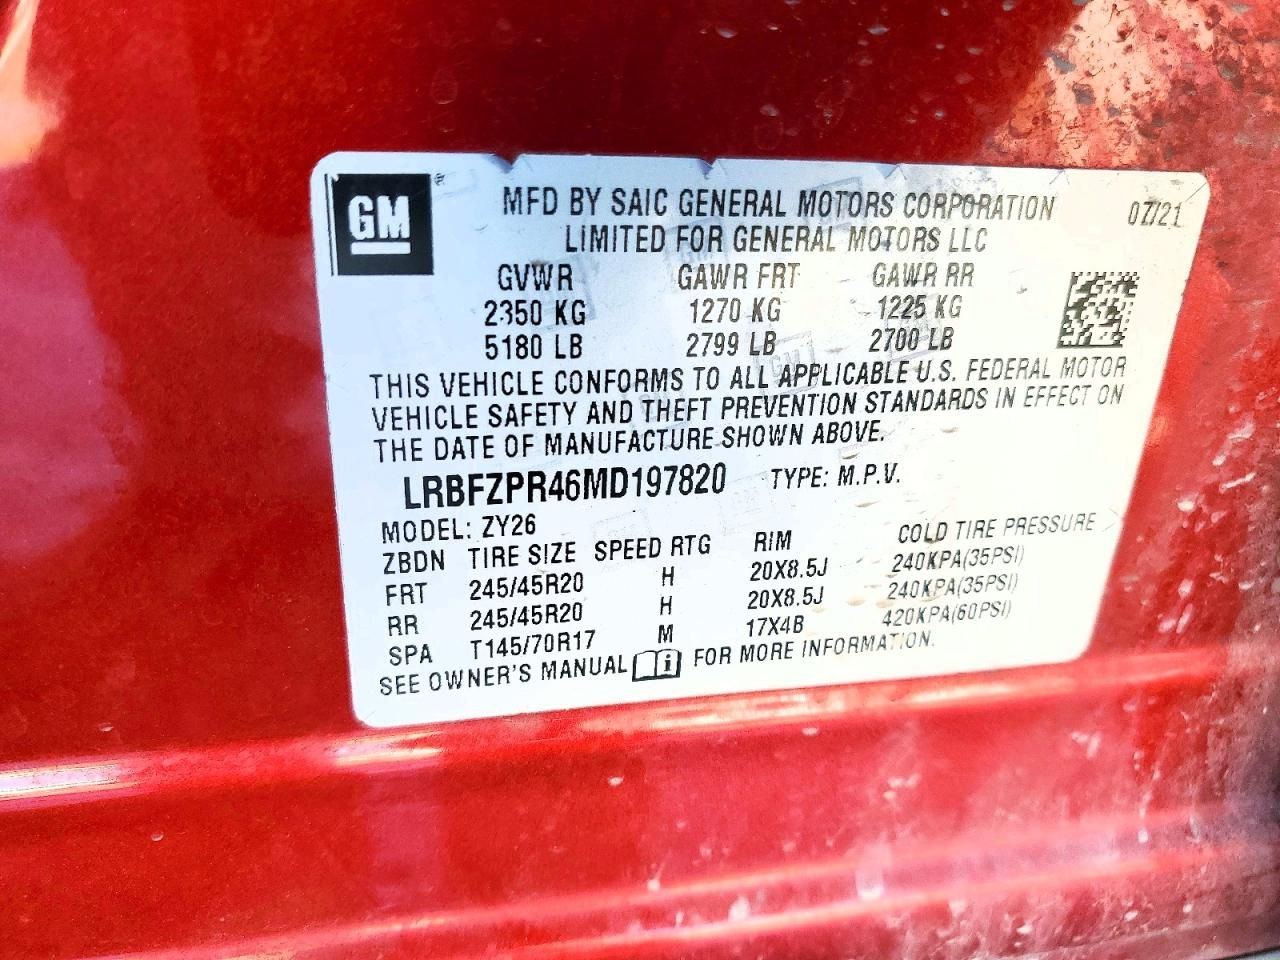 GM ®
MFD BY SAIC GENERAL MOTORS CORPORATION 07/21
LIMITED FOR GENERAL MOTORS LLC
GVWR GAWR FRT GAWR RR
2350 KG 1270 KG 1225 KG
5180 LB 2799 LB 2700 LB
THIS VEHICLE CONFORMS TO ALL APPLICABLE U.S. FEDERAL MOTOR
VEHICLE SAFETY AND THEFT PREVENTION STANDARDS IN EFFECT ON
THE DATE OF MANUFACTURE SHOWN ABOVE.
LRBFZPR46MD197820 TYPE: M.P.V.
MODEL: ZY26
ZBDN TIRE SIZE SPEED RTG RIM COLD TIRE PRESSURE
FRT 245/45R20 H 20X8.5J 240KPA(35PSI)
RR 245/45R20 H 20X8.5J 240KPA(35PSI)
SPA T145/70R17 M 17X4B 420KPA(60PSI)
SEE OWNER'S MANUAL i FOR MORE INFORMATION.